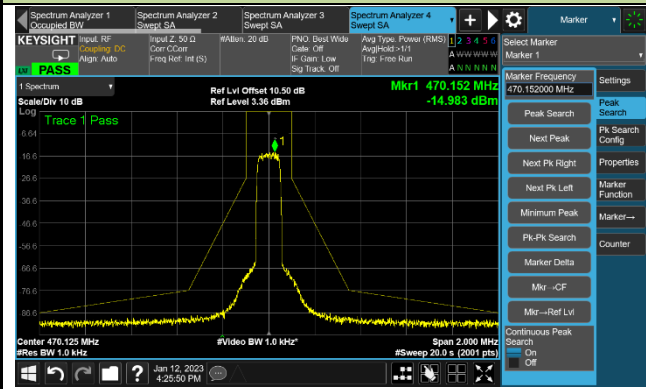 Spectrum Analyzer 1
Occupied BW
Spectrum Analyzer 2
Swept SA
Spectrum Analyzer 3
Swept SA
Spectrum Analyzer 4
Swept SA
Marker
KEYSIGHT
Input: RF
Coupling: DC
Align: Auto
Input Z: 50 Ω
Corr CCorr
Freq Ref: Int (S)
#Atten: 20 dB
PNO: Best Wide
Gate: Off
IF Gain: Low
Sig Track: Off
Avg Type: Power (RMS)
Avg|Hold:>1/1
Trig: Free Run
1 2 3 4 5 6
A W W W W W
A N N N N N
LVI PASS
Select Marker
Marker 1
1 Spectrum
Scale/Div 10 dB
Ref Lvl Offset 10.50 dB
Ref Level 3.36 dBm
Mkr1 470.152 MHz
-14.983 dBm
Log
Trace 1 Pass
1
-6.64
-16.6
-26.6
-36.6
-46.6
-56.6
-66.6
-76.6
-86.6
Center 470.125 MHz
#Res BW 1.0 kHz
#Video BW 1.0 kHz*
Span 2.000 MHz
#Sweep 20.0 s (2001 pts)
Marker Frequency
470.152000 MHz
Peak Search
Next Peak
Next Pk Right
Next Pk Left
Minimum Peak
Pk-Pk Search
Marker Delta
Mkr→CF
Mkr→Ref Lvl
Continuous Peak
Search
On
Off
Settings
Peak
Search
Pk Search
Config
Properties
Marker
Function
Marker→
Counter
Jan 12, 2023
4:25:50 PM